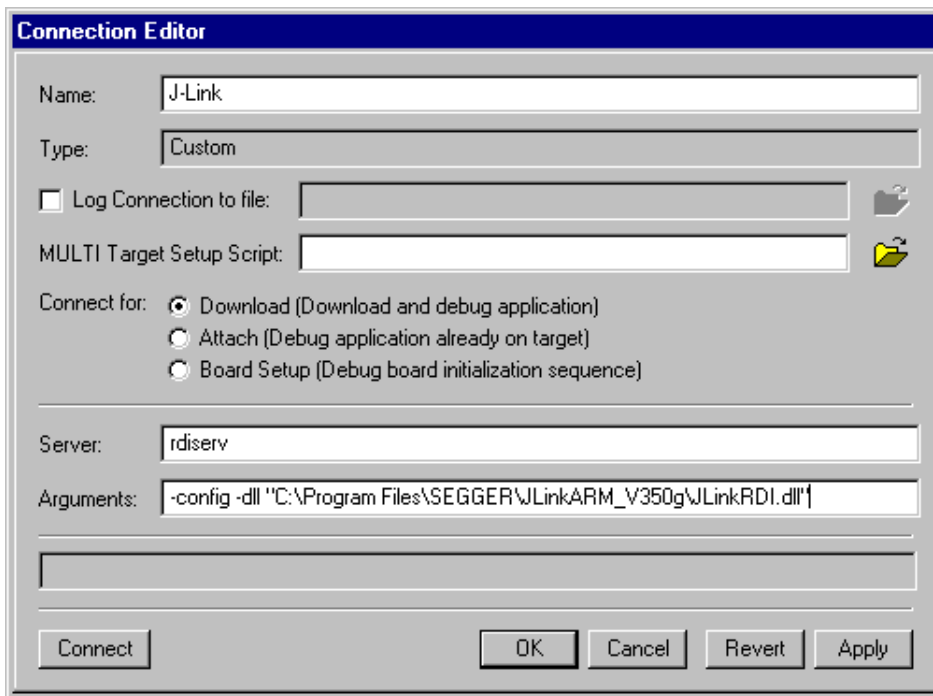 Connection Editor
Name: J-Link
Type: Custom
Log Connection to file:
MULTI Target Setup Script:
Connect for: Download (Download and debug application)
Attach (Debug application already on target)
Board Setup (Debug board initialization sequence)
Server: rdiserv
Arguments: -config -dll "C:\Program Files\SEGGER\JLinkARM_V350g\JLinkRDI.dll"
Connect OK Cancel Revert Apply